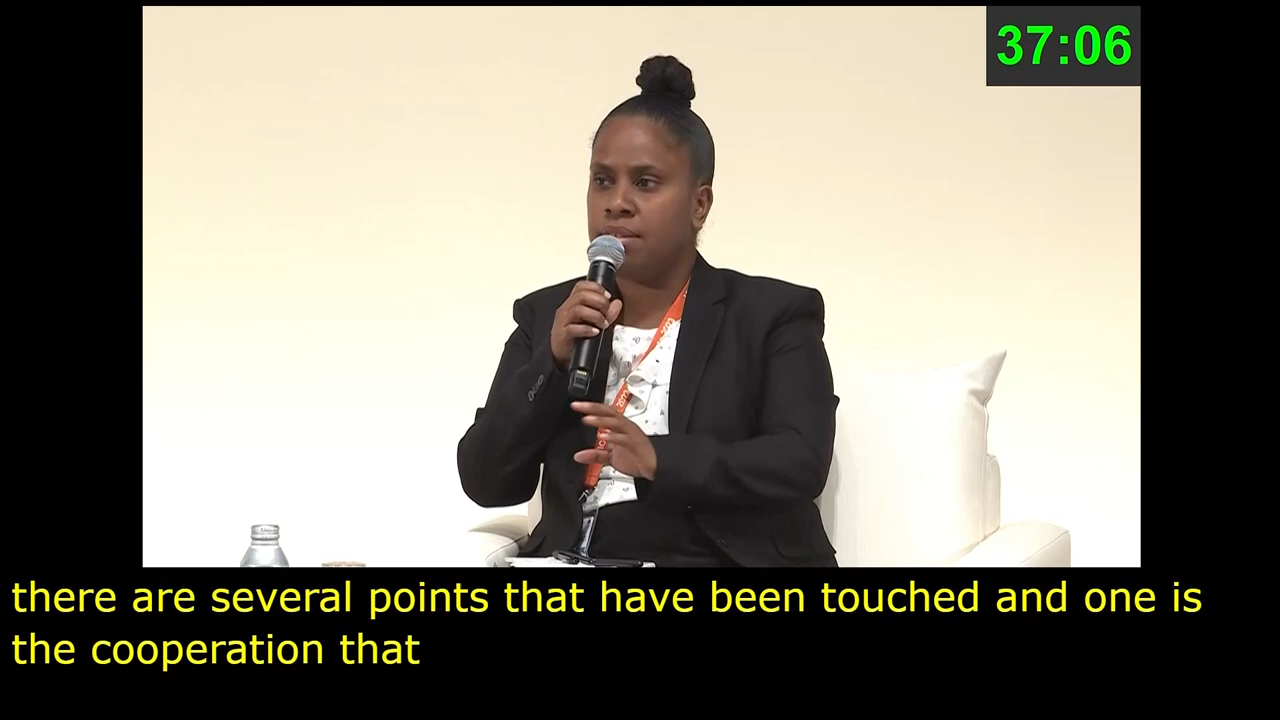 37:06
there are several points that have been touched and one is
the cooperation that